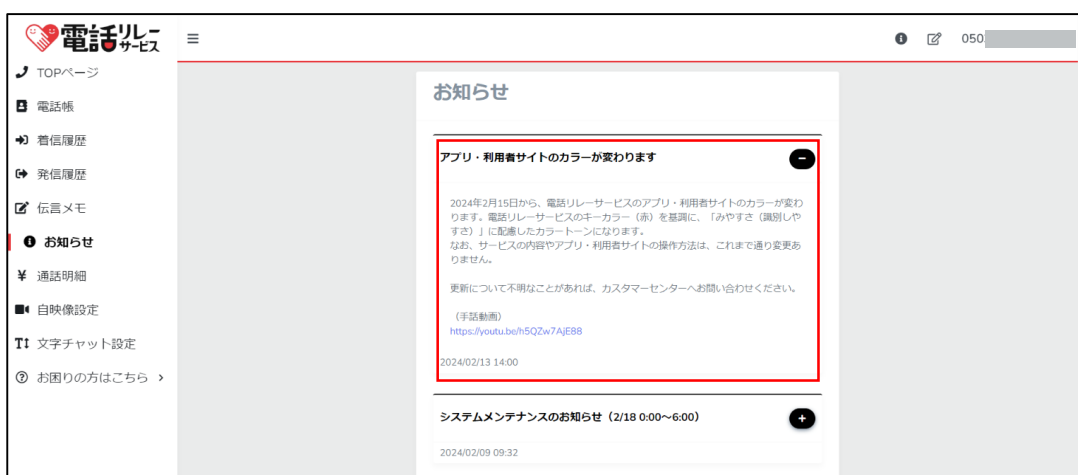 電話リレー
サービス
050
TOPページ
電話帳
着信履歴
発信履歴
伝言メモ
お知らせ
¥ 通話明細
自映像設定
文字チャット設定
お困りの方はこちら
お知らせ
アプリ・利用者サイトのカラーが変わります
2024年2月15日から、電話リレーサービスのアプリ・利用者サイトのカラーが変わ
ります。電話リレーサービスのキーカラー（赤）を基調に、「みやすさ（識別しや
すさ）」に配慮したカラートーンになります。
なお、サービスの内容やアプリ・利用者サイトの操作方法は、これまで通り変更あ
りません。
更新について不明なことがあれば、カスタマーセンターへお問い合わせください。
（手話動画）
https://youtu.be/h5QZw7AjE88
2024/02/13 14:00
システムメンテナンスのお知らせ（2/18 0:00～6:00）
2024/02/09 09:32